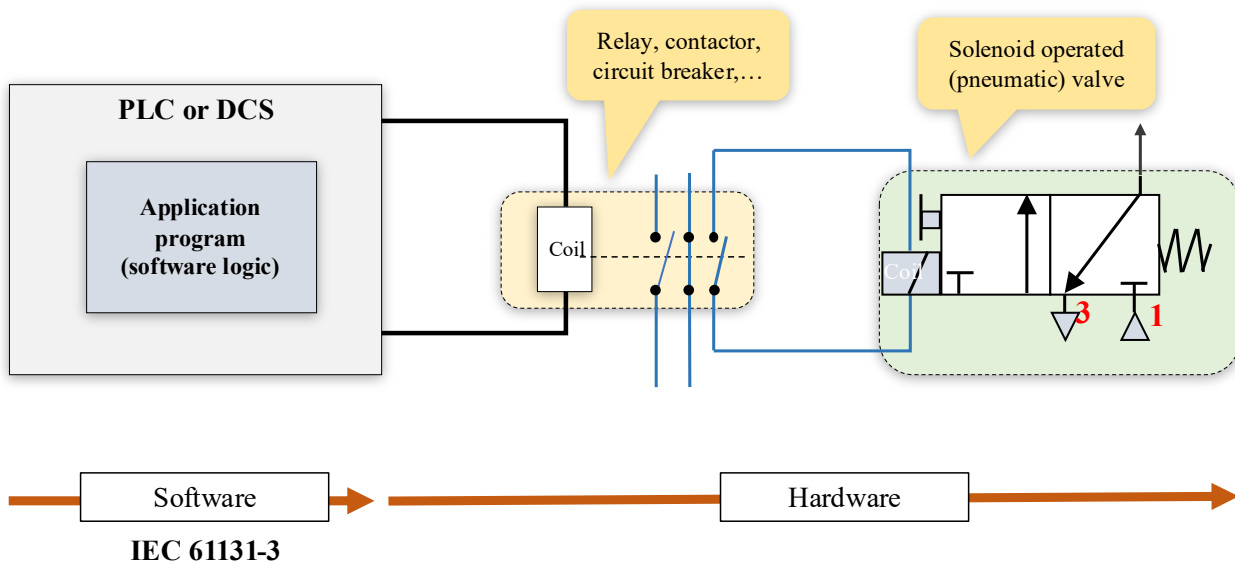 Relay, contactor,
circuit breaker,…
Solenoid operated
(pneumatic) valve
PLC or DCS
Application
program
(software logic)
Coil
Coil
3
1
Software
Hardware
IEC 61131-3